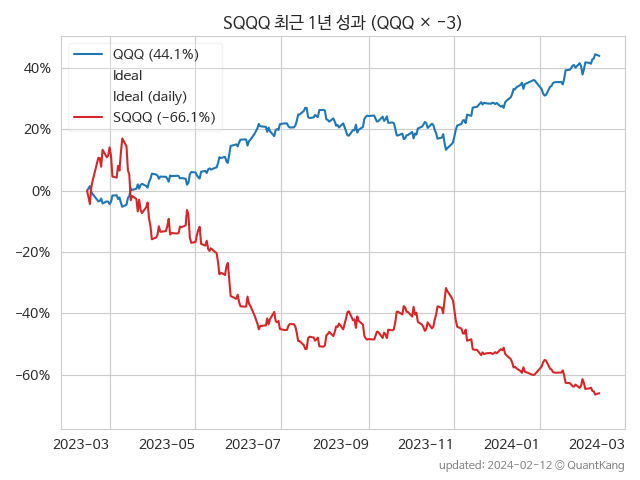 SQQQ 최근 1년 성과 (QQQ × −3)
QQQ (44.1%)
Ideal
Ideal (daily)
SQQQ (−66.1%)
40%
20%
0%
−20%
−40%
−60%
2023−03 2023−05 2023−07 2023−09 2023−11 2024−01 2024−03
updated: 2024-02-12 © QuantKang